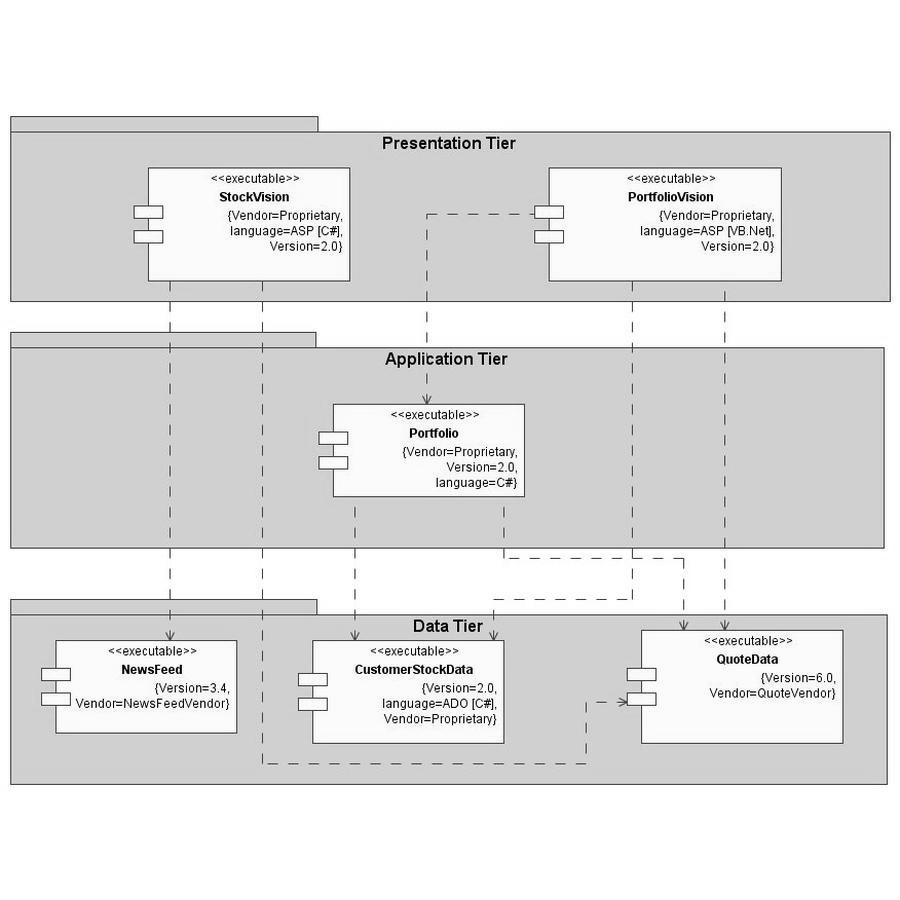 Presentation Tier
<<executable>>
StockVision
{Vendor=Proprietary,
language=ASP [C#],
Version=2.0}
<<executable>>
PortfolioVision
{Vendor=Proprietary,
language=ASP [VB.Net],
Version=2.0}
Application Tier
<<executable>>
Portfolio
{Vendor=Proprietary,
Version=2.0,
language=C#}
Data Tier
<<executable>>
NewsFeed
{Version=3.4,
Vendor=NewsFeedVendor}
<<executable>>
CustomerStockData
{Version=2.0,
language=ADO [C#],
Vendor=Proprietary}
<<executable>>
QuoteData
{Version=6.0,
Vendor=QuoteVendor}